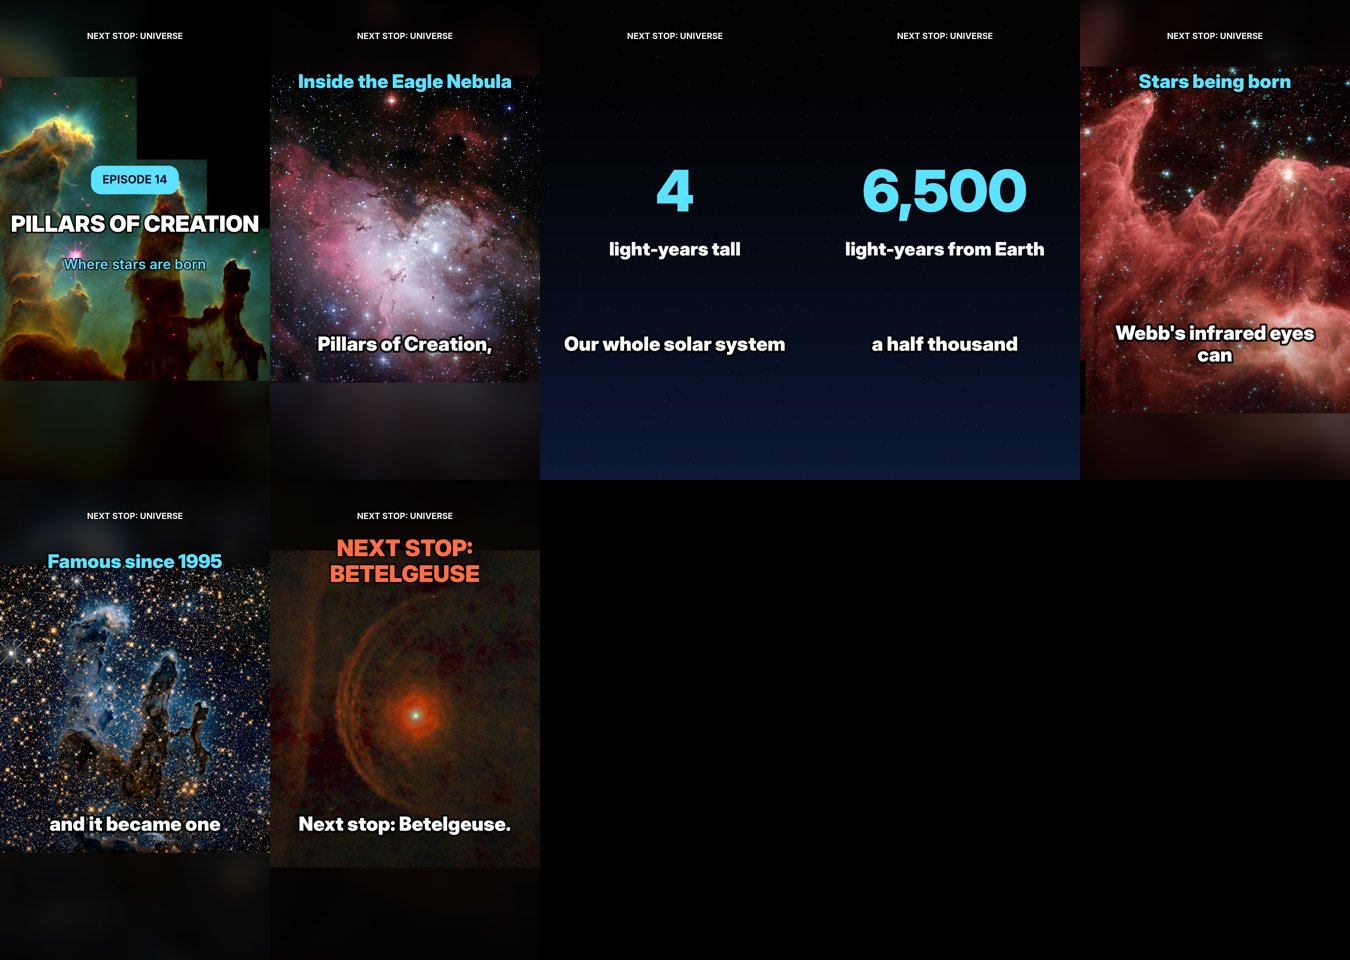 NEXT STOP: UNIVERSE
EPISODE 14
PILLARS OF CREATION
Where stars are born
NEXT STOP: UNIVERSE
Inside the Eagle Nebula
Pillars of Creation,
NEXT STOP: UNIVERSE
4
light-years tall
Our whole solar system
NEXT STOP: UNIVERSE
6,500
light-years from Earth
a half thousand
NEXT STOP: UNIVERSE
Stars being born
Webb's infrared eyes
can
NEXT STOP: UNIVERSE
Famous since 1995
and it became one
NEXT STOP: UNIVERSE
NEXT STOP:
BETELGEUSE
Next stop: Betelgeuse.